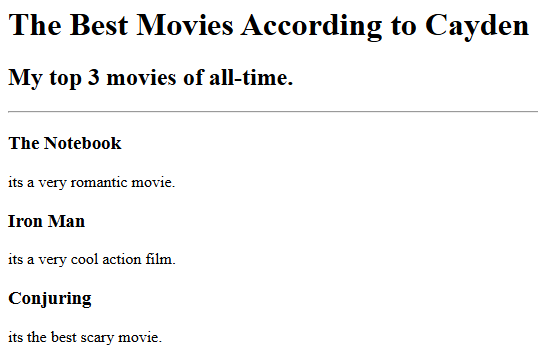 The Best Movies According to Cayden
My top 3 movies of all-time.
The Notebook
its a very romantic movie.
Iron Man
its a very cool action film.
Conjuring
its the best scary movie.